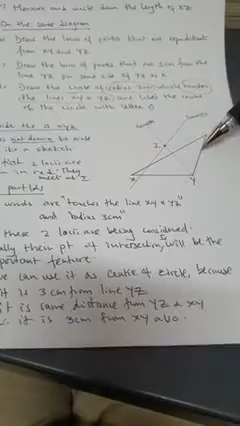 Measure and write down the length of XZ
On the same diagram
Draw the locus of points that are equidistant
from XY and YZ.
Draw the locus of points that are 3cm from the
line YZ on same side of YZ as X
Draw the circle of radius 3cm which touches
the lines XY & YZ and label the centre
of the circle with letter O
is not drawing to scale
its a sketch
first 2 loci are
in red. They
meet at I
part (d)
words are "touches the line XY & YZ"
and "radius 3cm"
these 2 loci are being considered.
their pt of intersection, will be the
feature.
can use it as centre of circle, because
it is 3cm from line YZ
it is same distance from YZ & XY
it is 3cm from XY also.
X
Y
I